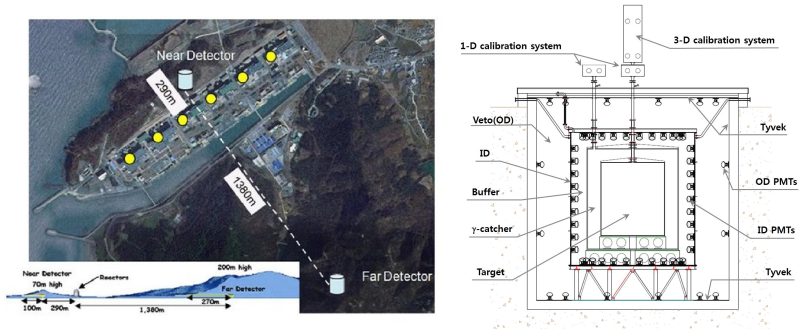 Near Detector
290m
1380m
Far Detector
200m high
Near Detector
70m high
Reactors
Far Detector
100m
290m
270m
1,380m
1-D calibration system
3-D calibration system
Veto(OD)
Tyvek
ID
OD PMTs
Buffer
γ-catcher
ID PMTs
Target
Tyvek